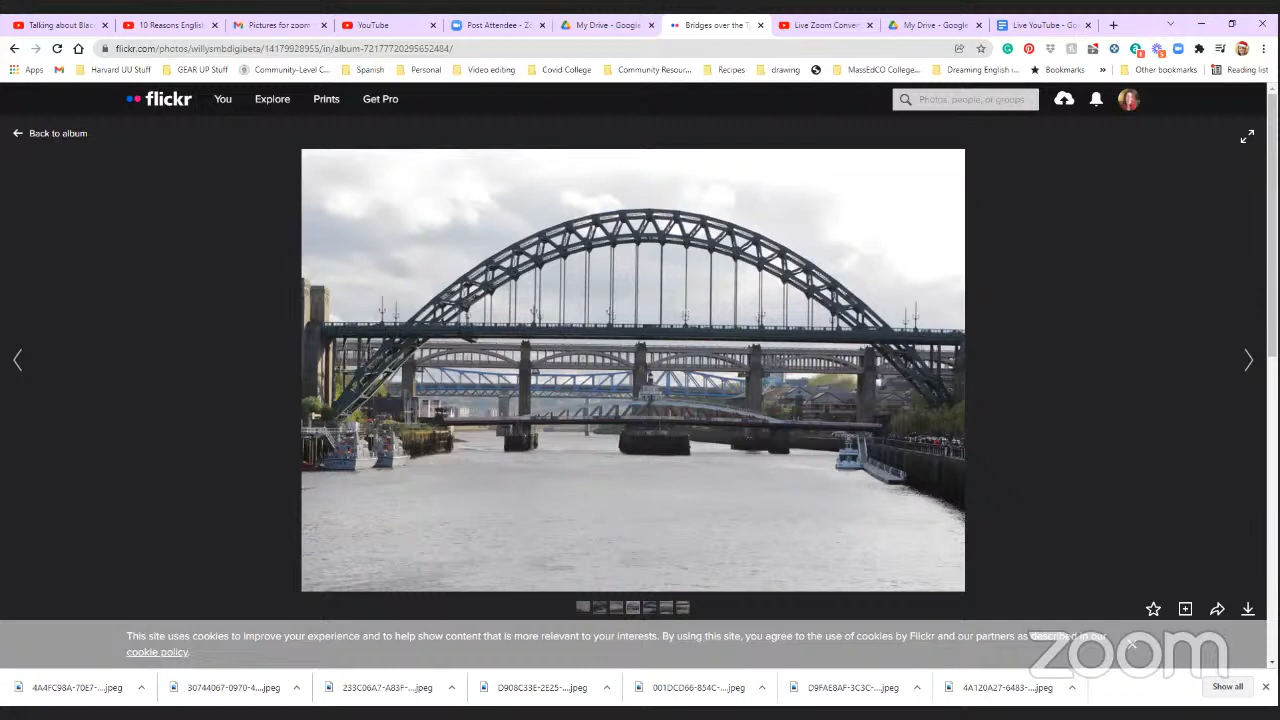 Talking about Blac
10 Reasons English
Pictures for zoom
YouTube
Post Attendee - Zo
My Drive - Google
Bridges over the Ty
Live Zoom Conver
My Drive - Google
Live YouTube - Go
flickr.com/photos/willysmbdigibeta/14179928955/in/album-72177720295652484/
Apps
Harvard UU Stuff
GEAR UP Stuff
Community-Level C...
Spanish
Personal
Video editing
Covid College
Community Resour...
Recipes
drawing
MassEdCO College...
Dreaming English i...
Bookmarks
»
Other bookmarks
Reading list
flickr
You
Explore
Prints
Get Pro
Photos, people, or groups
Back to album
This site uses cookies to improve your experience and to help show content that is more relevant to your interests. By using this site, you agree to the use of cookies by Flickr and our partners as described in our
cookie policy.
zoom
4A4FC98A-70E7-....jpeg
30744067-0970-4....jpeg
233C06A7-A83F-....jpeg
D908C63E-2E25-....jpeg
001DCD66-854C-....jpeg
D9FAE8AF-3C3C-....jpeg
4A120A27-6483-....jpeg
Show all